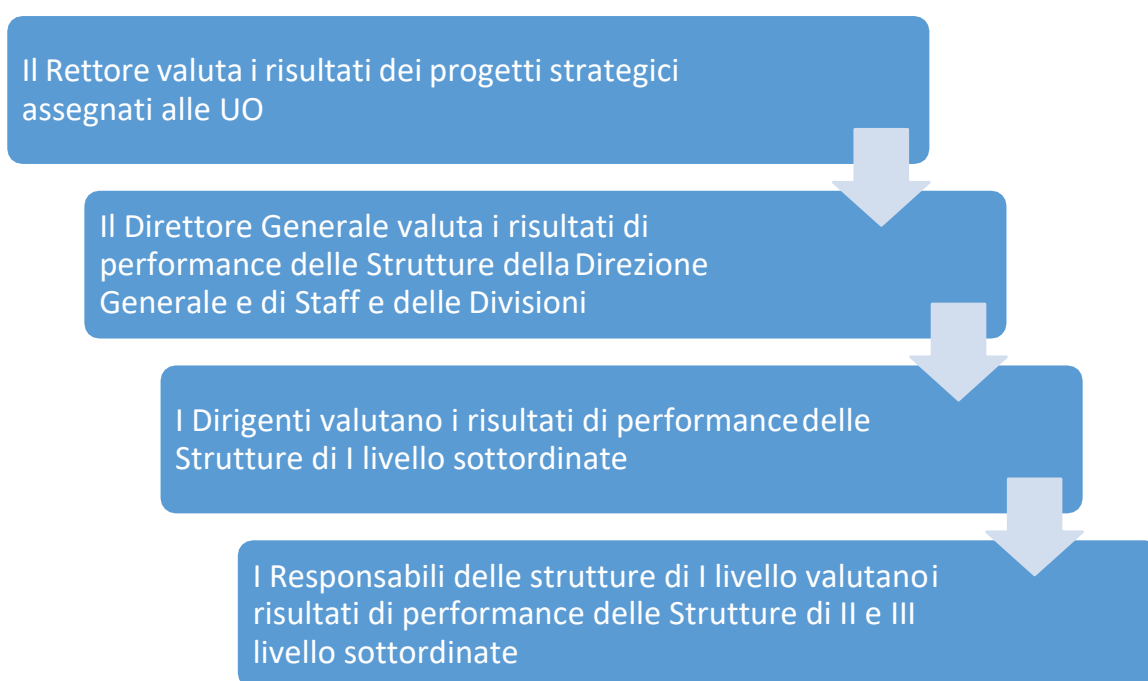 Il Rettore valuta i risultati dei progetti strategici
assegnati alle UO
Il Direttore Generale valuta i risultati di
performance delle Strutture della Direzione
Generale e di Staff e delle Divisioni
I Dirigenti valutano i risultati di performance delle
Strutture di I livello sottordinate
I Responsabili delle strutture di I livello valutano i
risultati di performance delle Strutture di II e III
livello sottordinate